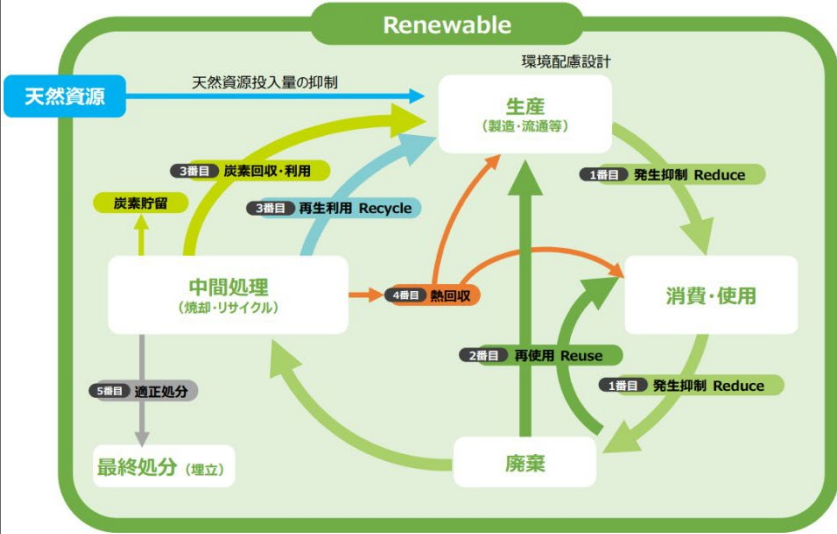 Renewable
天然資源
天然資源投入量の抑制
環境配慮設計
生産
（製造・流通等）
3番目 炭素回収・利用
1番目 発生抑制 Reduce
炭素貯留
3番目 再生利用 Recycle
中間処理
（焼却・リサイクル）
4番目 熱回収
消費・使用
2番目 再使用 Reuse
1番目 発生抑制 Reduce
5番目 適正処分
最終処分（埋立）
廃棄